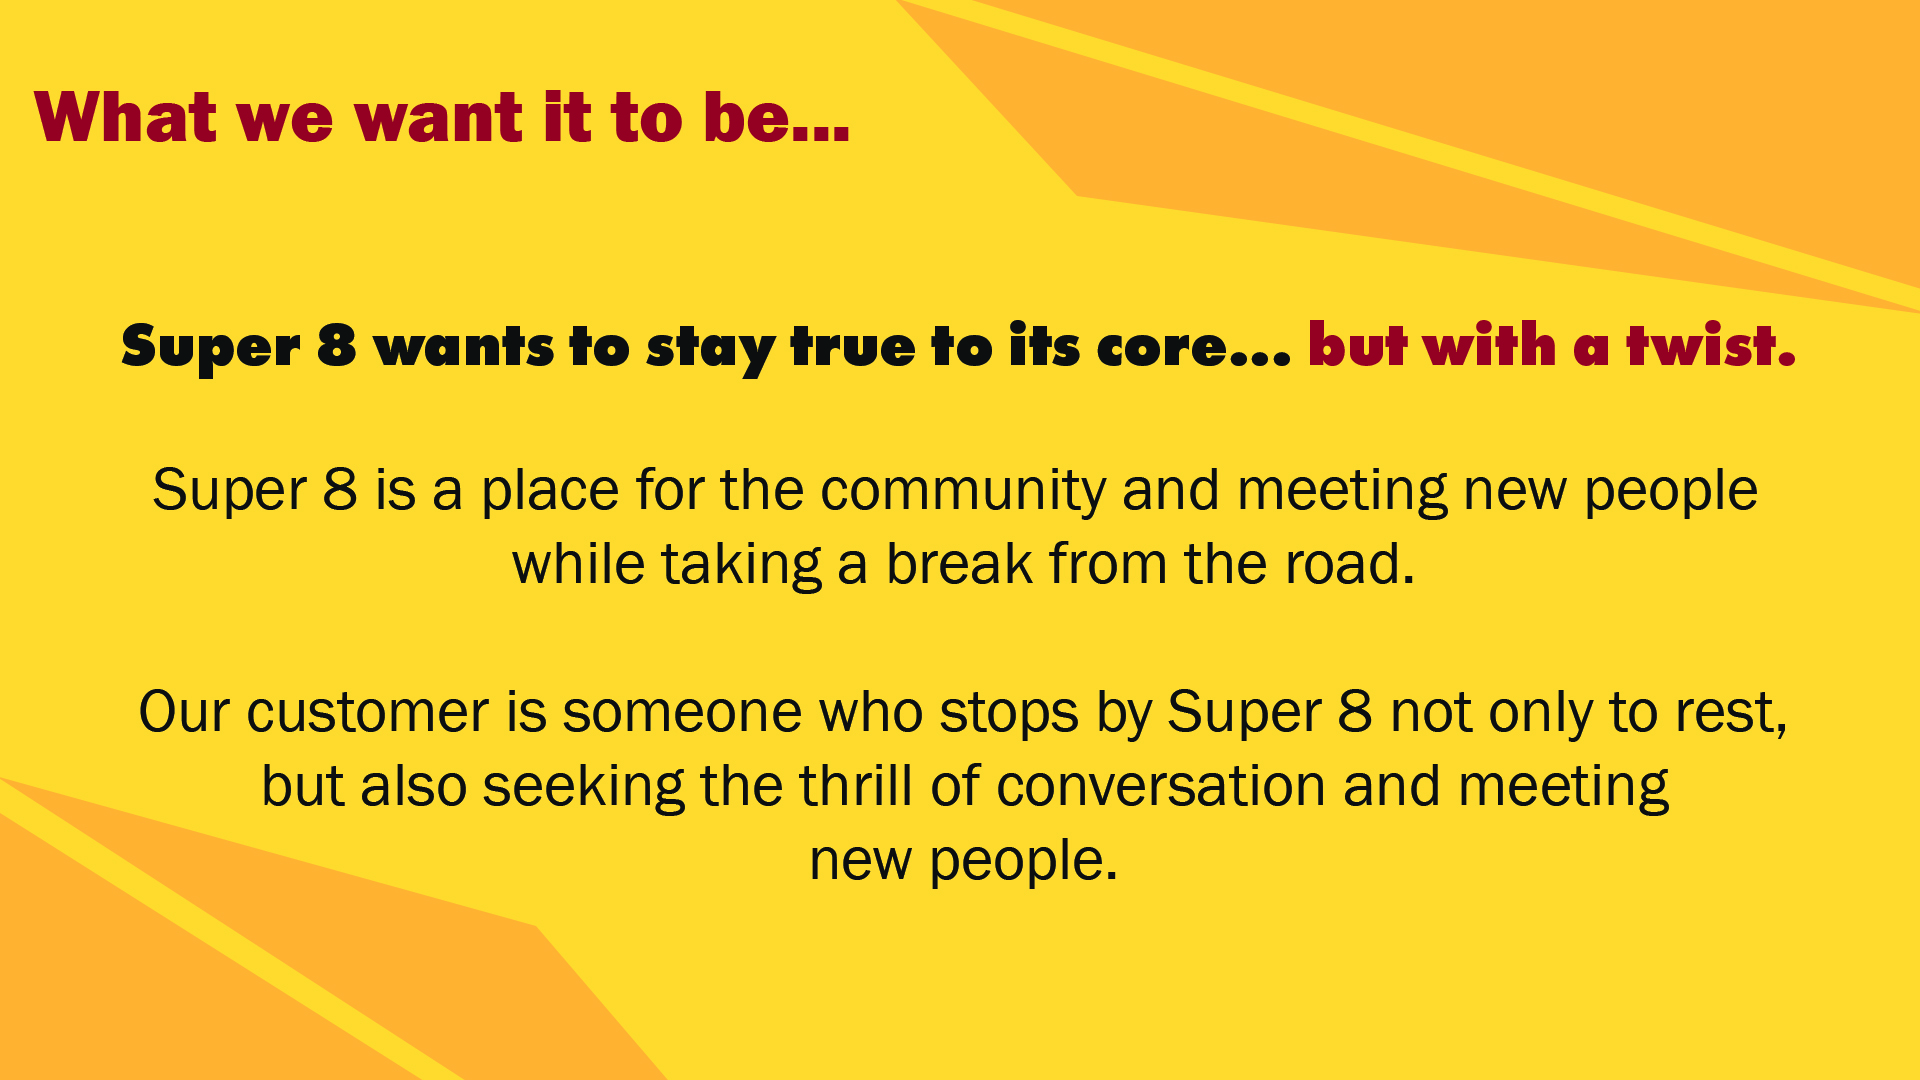 What we want it to be...
Super 8 wants to stay true to its core... but with a twist.
Super 8 is a place for the community and meeting new people
while taking a break from the road.
Our customer is someone who stops by Super 8 not only to rest,
but also seeking the thrill of conversation and meeting
new people.